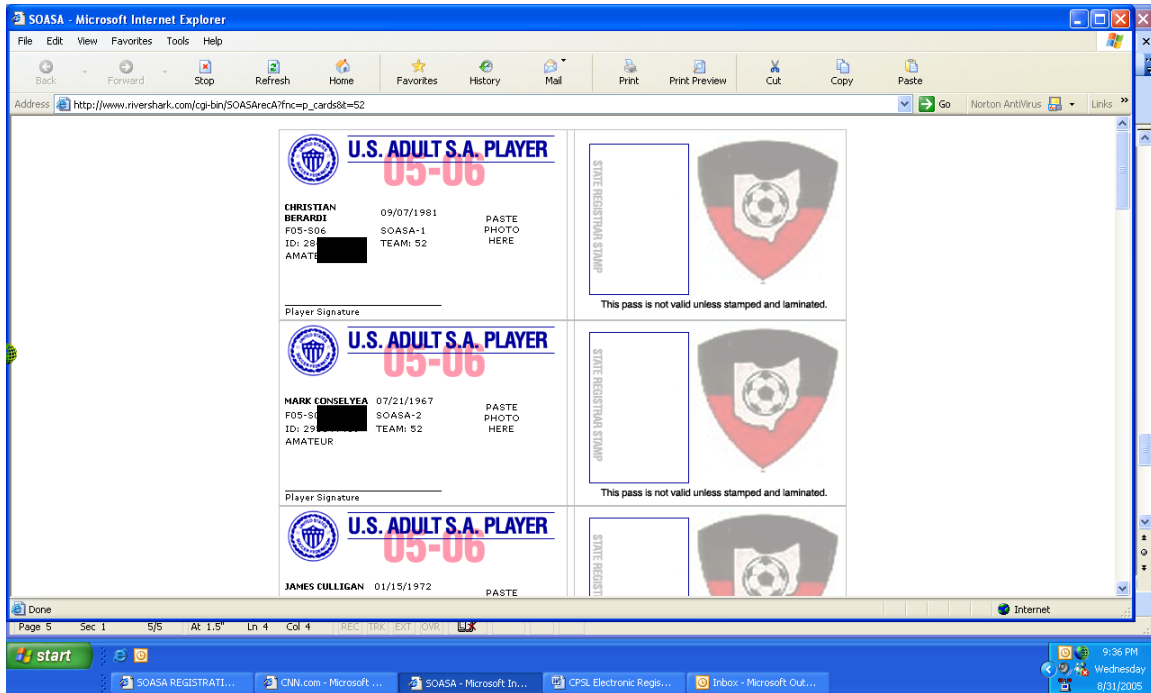 SOASA - Microsoft Internet Explorer
File Edit View Favorites Tools Help
Back Forward Stop Refresh Home Favorites History Mail Print Print Preview Cut Copy Paste
Address http://www.rivershark.com/cgi-bin/SOASArecA?fnc=p_cards&t=52 Go Norton AntiVirus Links »
U.S. ADULT S.A. PLAYER
05-06
CHRISTIAN
BERARDI
09/07/1981
F05-S06 SOASA-1
ID: 28 TEAM: 52
AMATE
PASTE
PHOTO
HERE
Player Signature
STATE REGISTRAR STAMP
This pass is not valid unless stamped and laminated.
U.S. ADULT S.A. PLAYER
05-06
MARK CONSELYEA 07/21/1967
F05-S SOASA-2
ID: 29 TEAM: 52
AMATEUR
PASTE
PHOTO
HERE
Player Signature
STATE REGISTRAR STAMP
This pass is not valid unless stamped and laminated.
U.S. ADULT S.A. PLAYER
05-06
JAMES CULLIGAN 01/15/1972
PASTE
STATE REGIST
Done Internet
Page 5 Sec 1 5/5 At 1.5" Ln 4 Col 4 REC TRK EXT OVR
start
SOASA REGISTRATI... CNN.com - Microsoft ... SOASA - Microsoft In... CPSL Electronic Regis... Inbox - Microsoft Out...
9:36 PM
Wednesday
8/31/2005